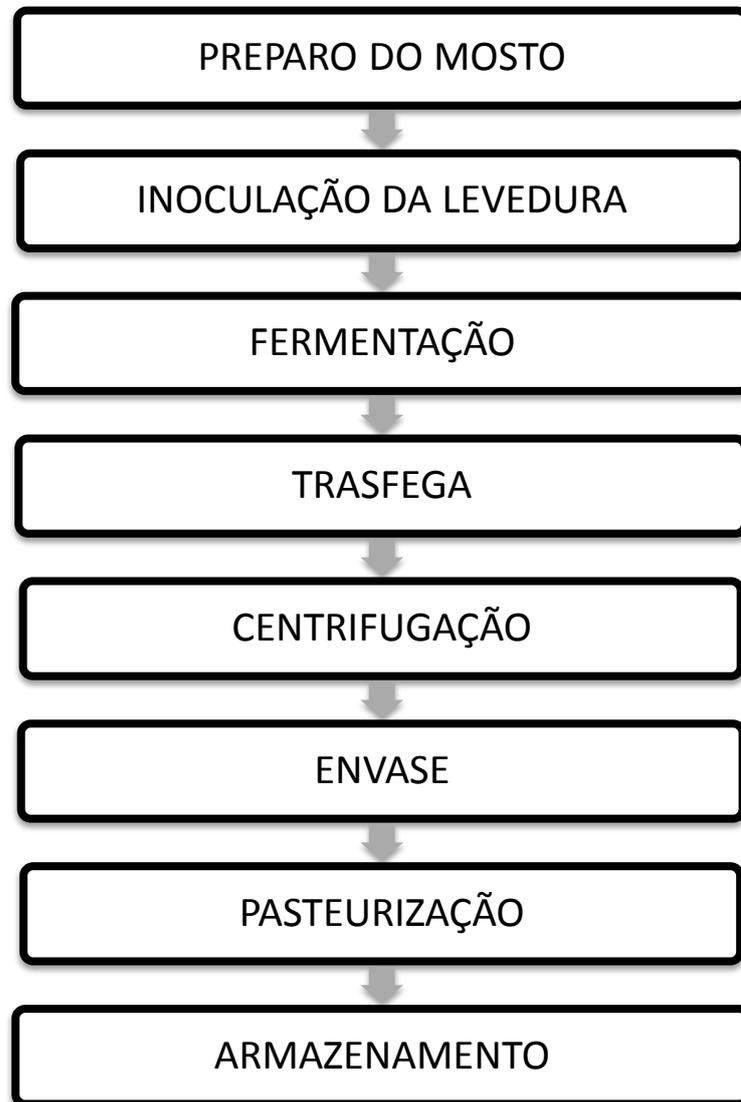 PREPARO DO MOSTO
INOCULAÇÃO DA LEVEDURA
FERMENTAÇÃO
TRASFEGA
CENTRIFUGAÇÃO
ENVASE
PASTEURIZAÇÃO
ARMAZENAMENTO